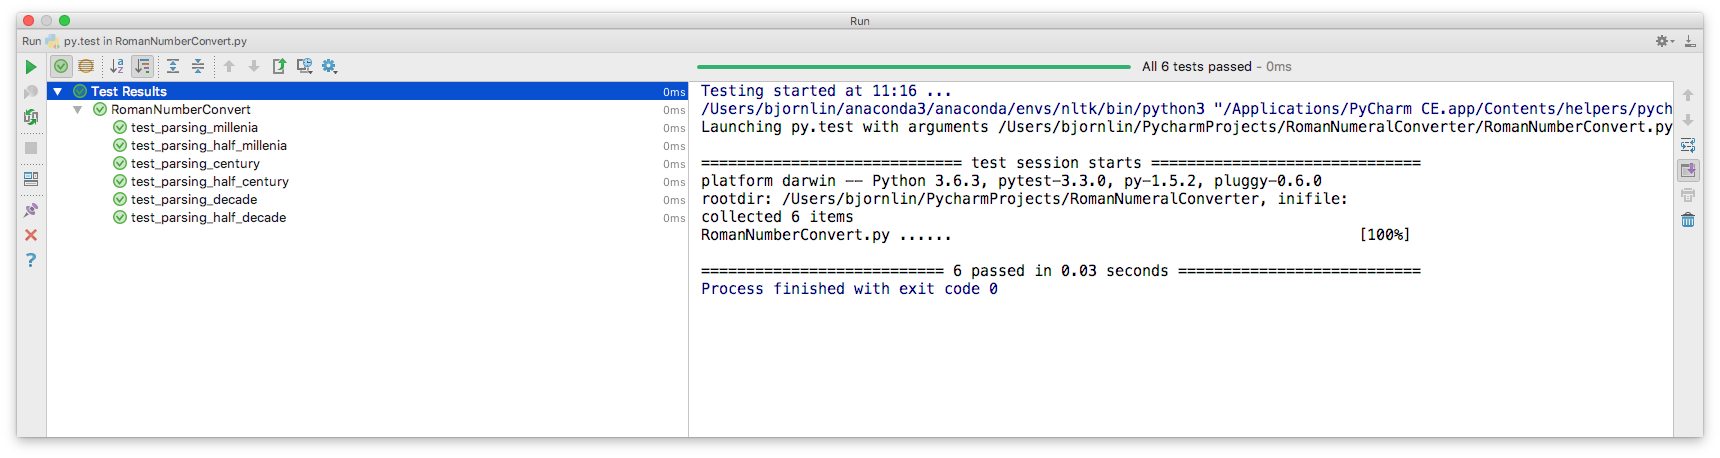 Run
Run py.test in RomanNumberConvert.py
All 6 tests passed - 0ms
Test Results 0ms
RomanNumberConvert 0ms
test_parsing_millenia 0ms
test_parsing_half_millenia 0ms
test_parsing_century 0ms
test_parsing_half_century 0ms
test_parsing_decade 0ms
test_parsing_half_decade 0ms
Testing started at 11:16 ...
/Users/bjornlin/anaconda3/anaconda/envs/nltk/bin/python3 "/Applications/PyCharm CE.app/Contents/helpers/pych
Launching py.test with arguments /Users/bjornlin/PycharmProjects/RomanNumeralConverter/RomanNumberConvert.py
============================= test session starts ==============================
platform darwin -- Python 3.6.3, pytest-3.3.0, py-1.5.2, pluggy-0.6.0
rootdir: /Users/bjornlin/PycharmProjects/RomanNumeralConverter, inifile:
collected 6 items
RomanNumberConvert.py ...... [100%]
=========================== 6 passed in 0.03 seconds ===========================
Process finished with exit code 0